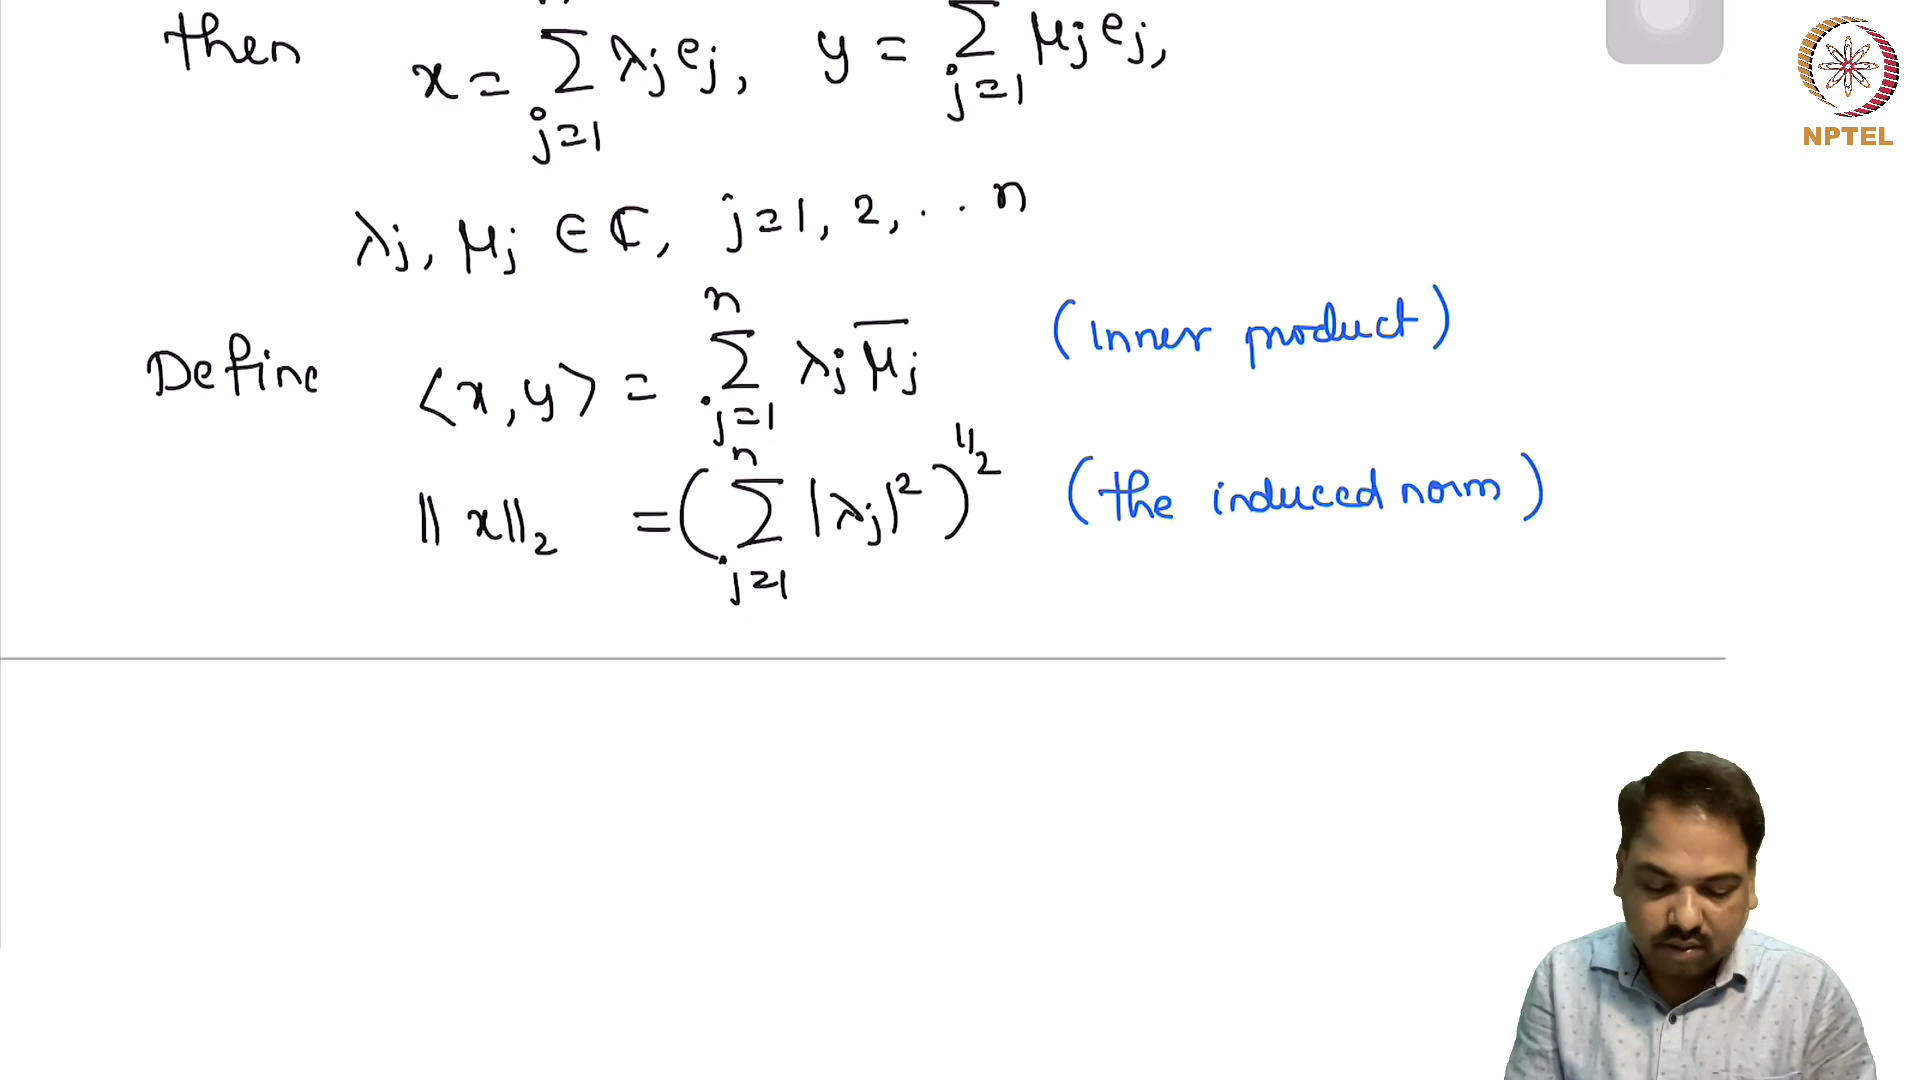 then x = ∑_{j=1} λ_j e_j, y = ∑_{j=1} μ_j e_j,
λ_j, μ_j ∈ ℂ, j=1, 2, . . n
Define ⟨x, y⟩ = ∑_{j=1}^{n} λ_j \overline{μ_j} (inner product)
‖x‖_2 = (∑_{j=1}^{n} |λ_j|^2)^{1/2} (the induced norm)
NPTEL